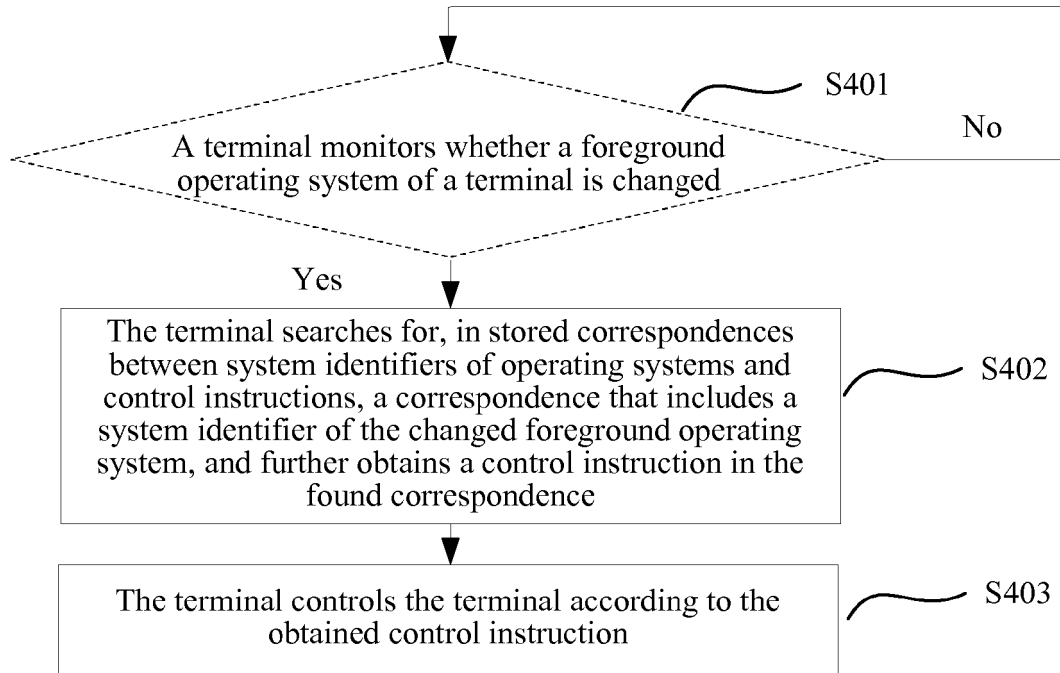 S401
No
A terminal monitors whether a foreground
operating system of a terminal is changed
Yes
The terminal searches for, in stored correspondences
between system identifiers of operating systems and
control instructions, a correspondence that includes a
system identifier of the changed foreground operating
system, and further obtains a control instruction in the
found correspondence
S402
The terminal controls the terminal according to the
obtained control instruction
S403